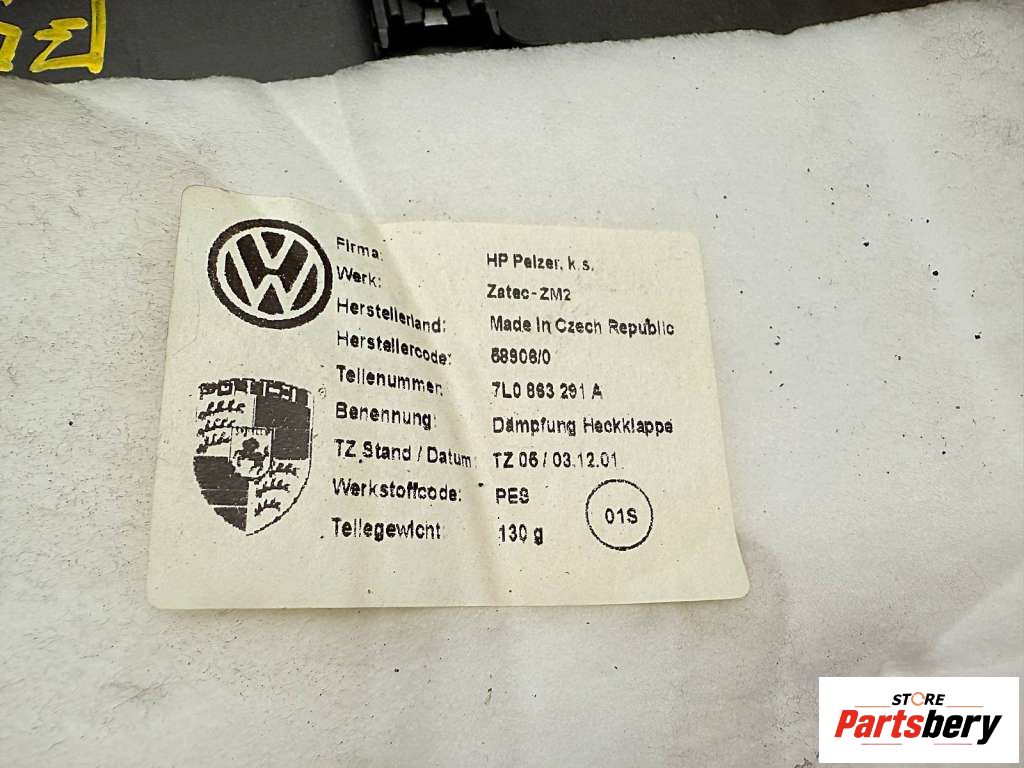 Firma: HP Pelzer, k.s.
Werk: Zatec-ZM2
Herstellerland: Made in Czech Republic
Herstellercode: 58906/0
Teilenummer: 7L0 863 291 A
Benennung: Dämpfung Heckklappe
TZ Stand / Datum: TZ 06 / 03.12.01
Werkstoffcode: PES
Teilegewicht: 130 g
01S
STORE
Partsbery